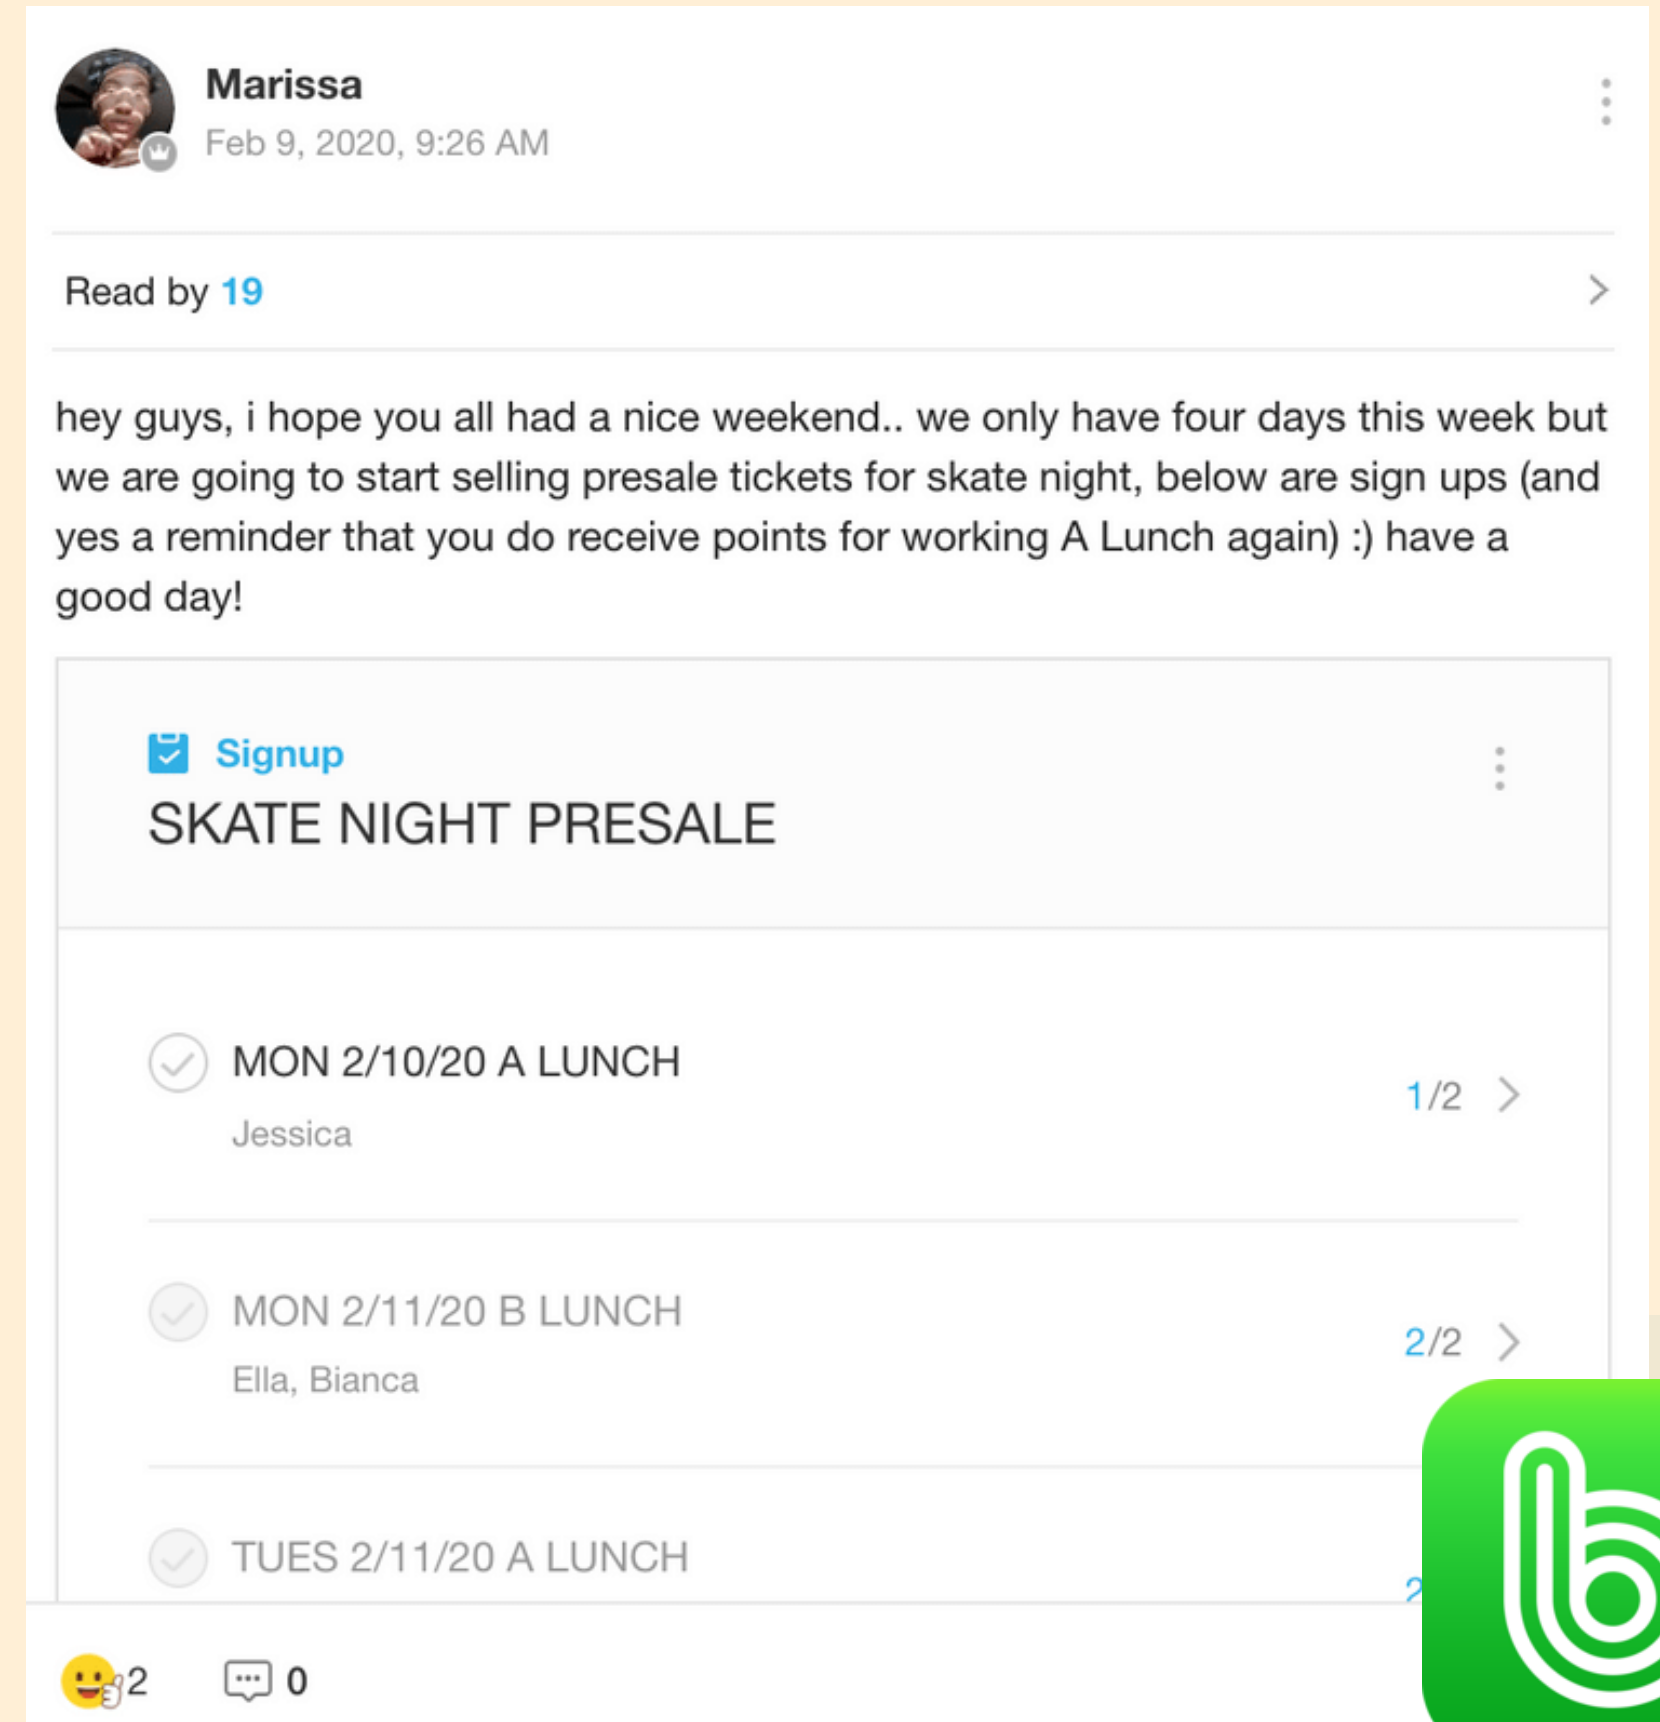 Marissa
Feb 9, 2020, 9:26 AM
Read by 19
hey guys, i hope you all had a nice weekend.. we only have four days this week but
we are going to start selling presale tickets for skate night, below are sign ups (and
yes a reminder that you do receive points for working A Lunch again) :) have a
good day!
Signup
SKATE NIGHT PRESALE
MON 2/10/20 A LUNCH
1/2
Jessica
MON 2/11/20 B LUNCH
2/2
Ella, Bianca
TUES 2/11/20 A LUNCH
2
2
0
b